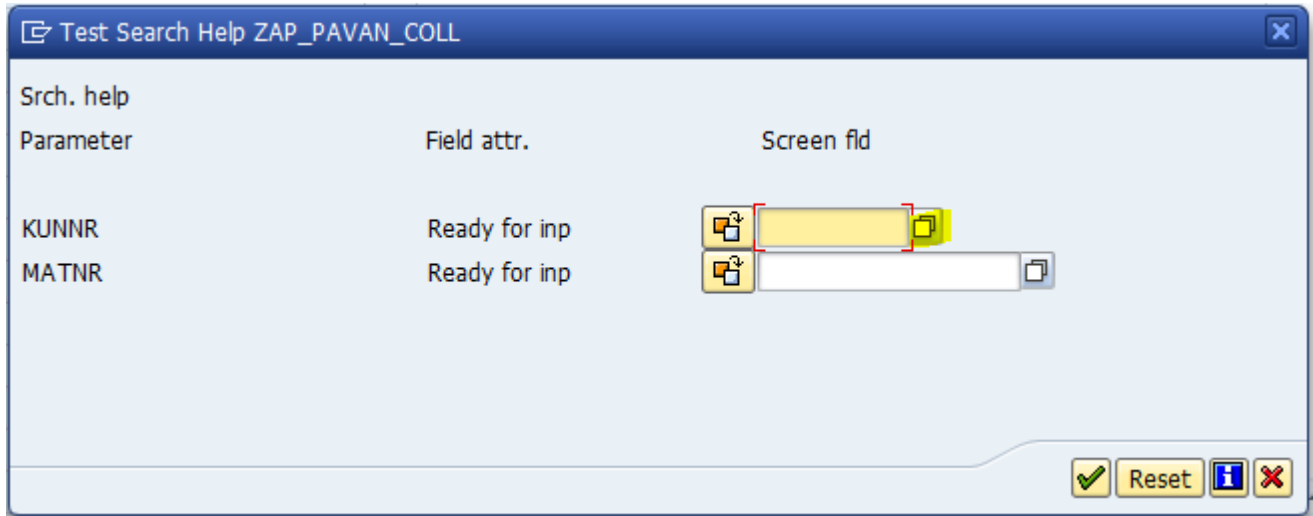 Test Search Help ZAP_PAVAN_COLL
Srch. help
Parameter Field attr. Screen fld
KUNNR Ready for inp
MATNR Ready for inp
Reset